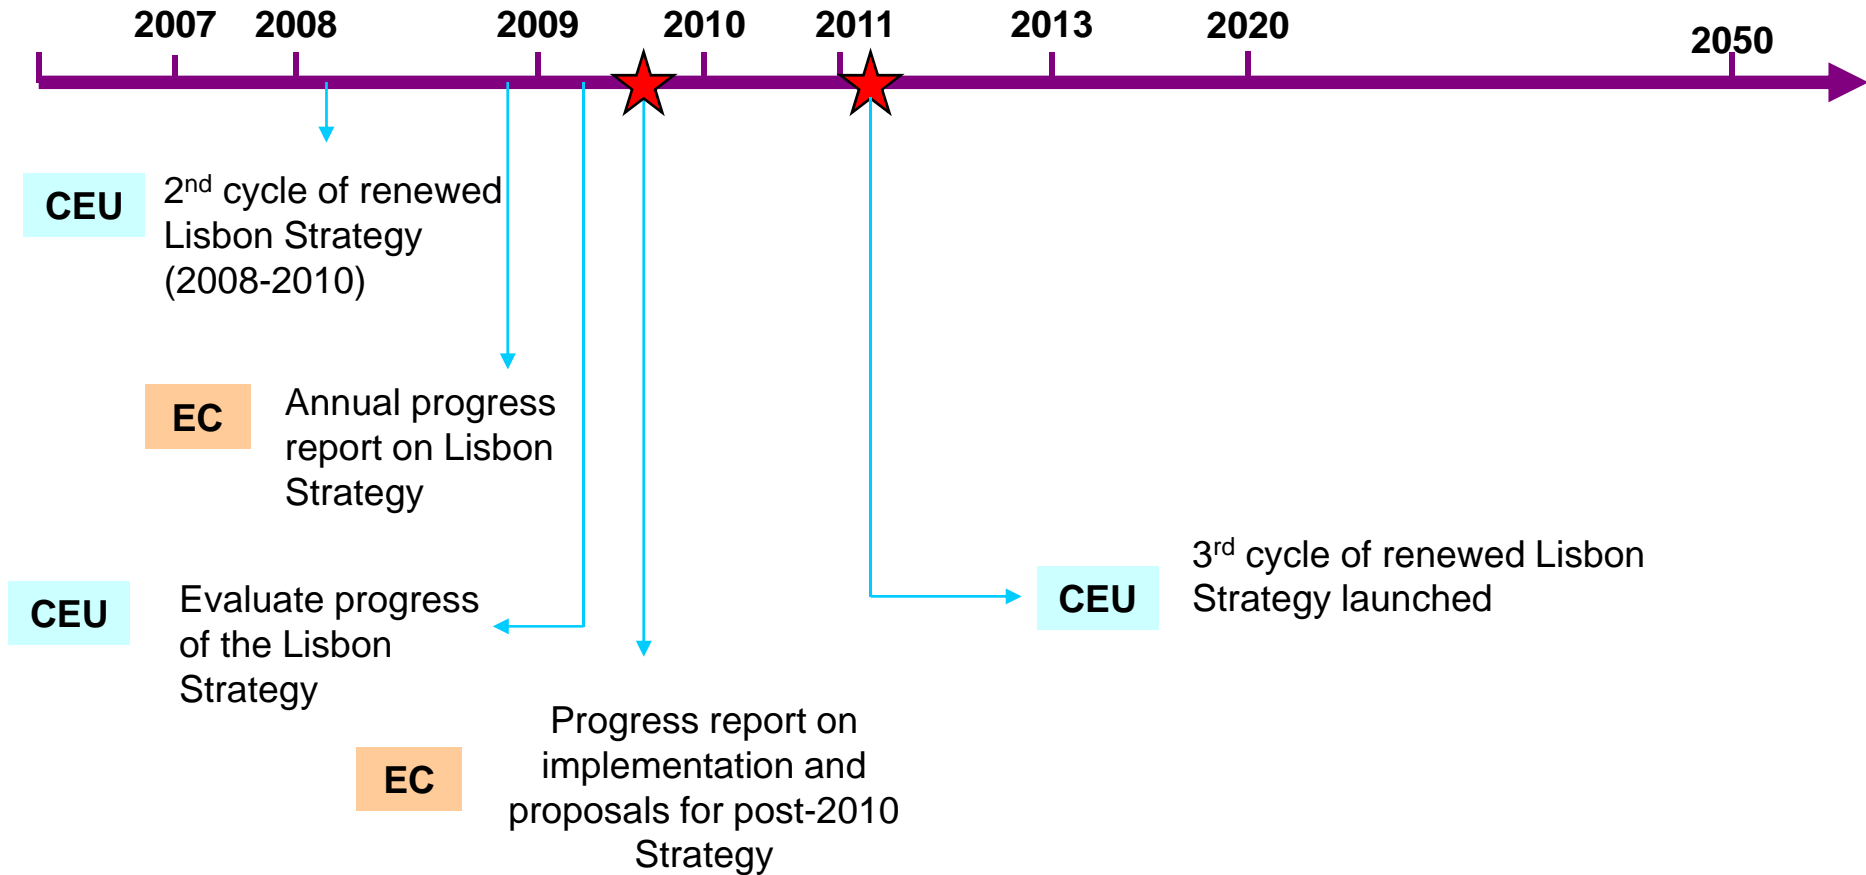 2007 2008 2009 2010 2011 2013 2020 2050
CEU
2nd cycle of renewed
Lisbon Strategy
(2008-2010)
EC
Annual progress
report on Lisbon
Strategy
CEU
Evaluate progress
of the Lisbon
Strategy
EC
Progress report on
implementation and
proposals for post-2010
Strategy
CEU
3rd cycle of renewed Lisbon
Strategy launched